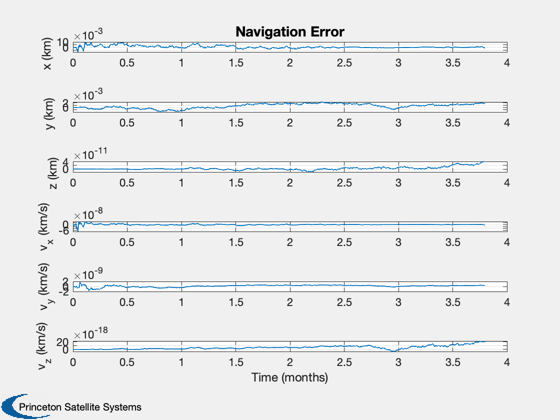 Navigation Error
×10⁻³
10
0
x (km)
0 0.5 1 1.5 2 2.5 3 3.5 4
×10⁻³
0
y (km)
0 0.5 1 1.5 2 2.5 3 3.5 4
×10⁻¹¹
4
0
z (km)
0 0.5 1 1.5 2 2.5 3 3.5 4
×10⁻⁸
0
-6
vₓ (km/s)
0 0.5 1 1.5 2 2.5 3 3.5 4
×10⁻⁹
2
-2
v_y (km/s)
0 0.5 1 1.5 2 2.5 3 3.5 4
×10⁻¹⁸
20
0
v_z (km/s)
0 0.5 1 1.5 2 2.5 3 3.5 4
Time (months)
Princeton Satellite Systems